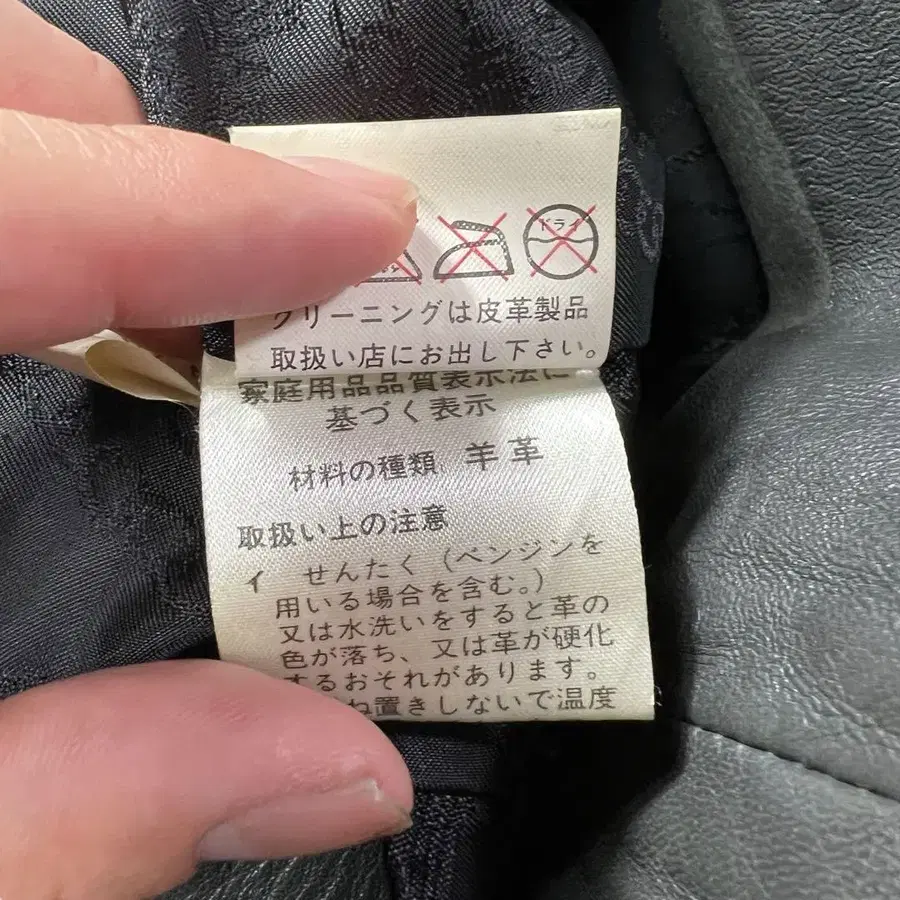 ドライ
クリーニングは皮革製品
取扱い店にお出し下さい。
家庭用品品質表示法に
基づく表示
材料の種類 羊革
取扱い上の注意
イ せんたく(ベンジンを
用いる場合を含む。)
又は水洗いをすると革の
色が落ち、又は革が硬化
するおそれがあります。
ね置きしないで温度